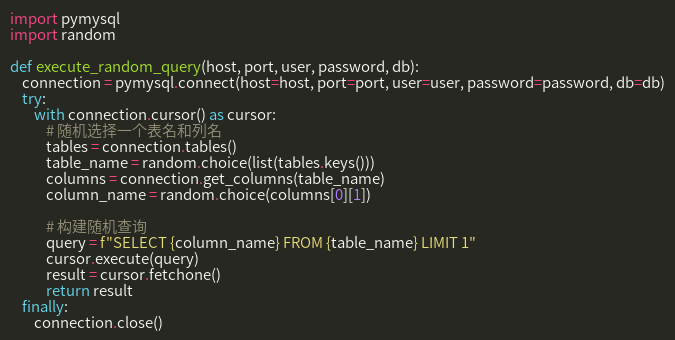 import pymysql
import random

def execute_random_query(host, port, user, password, db):
    connection = pymysql.connect(host=host, port=port, user=user, password=password, db=db)
    try:
        with connection.cursor() as cursor:
            # 随机选择一个表名和列名
            tables = connection.tables()
            table_name = random.choice(list(tables.keys()))
            columns = connection.get_columns(table_name)
            column_name = random.choice(columns[0][1])

            # 构建随机查询
            query = f"SELECT {column_name} FROM {table_name} LIMIT 1"
            cursor.execute(query)
            result = cursor.fetchone()
            return result
    finally:
        connection.close()